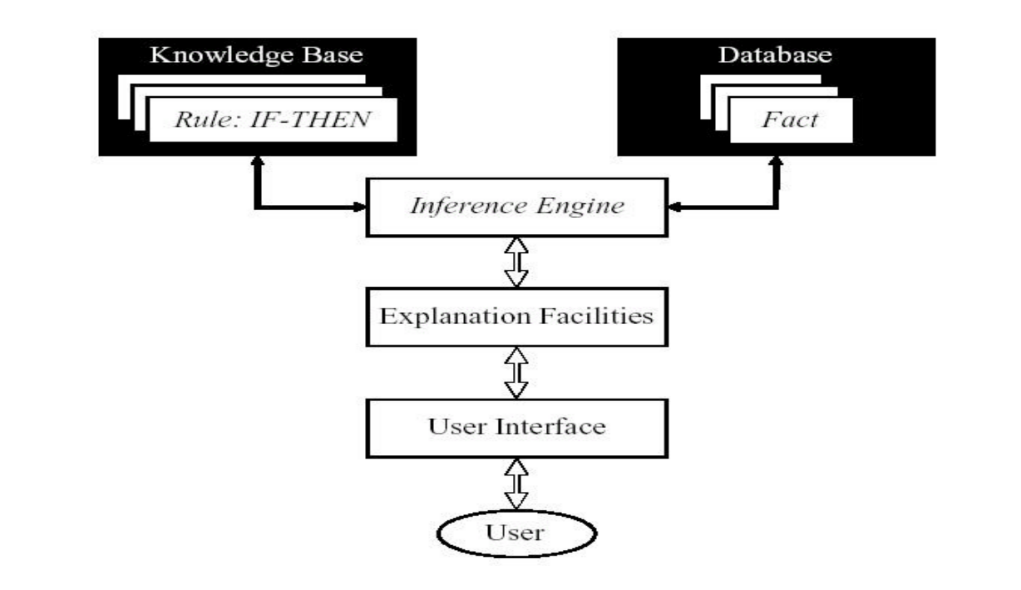 Knowledge Base
Rule: IF-THEN
Database
Fact
Inference Engine
Explanation Facilities
User Interface
User